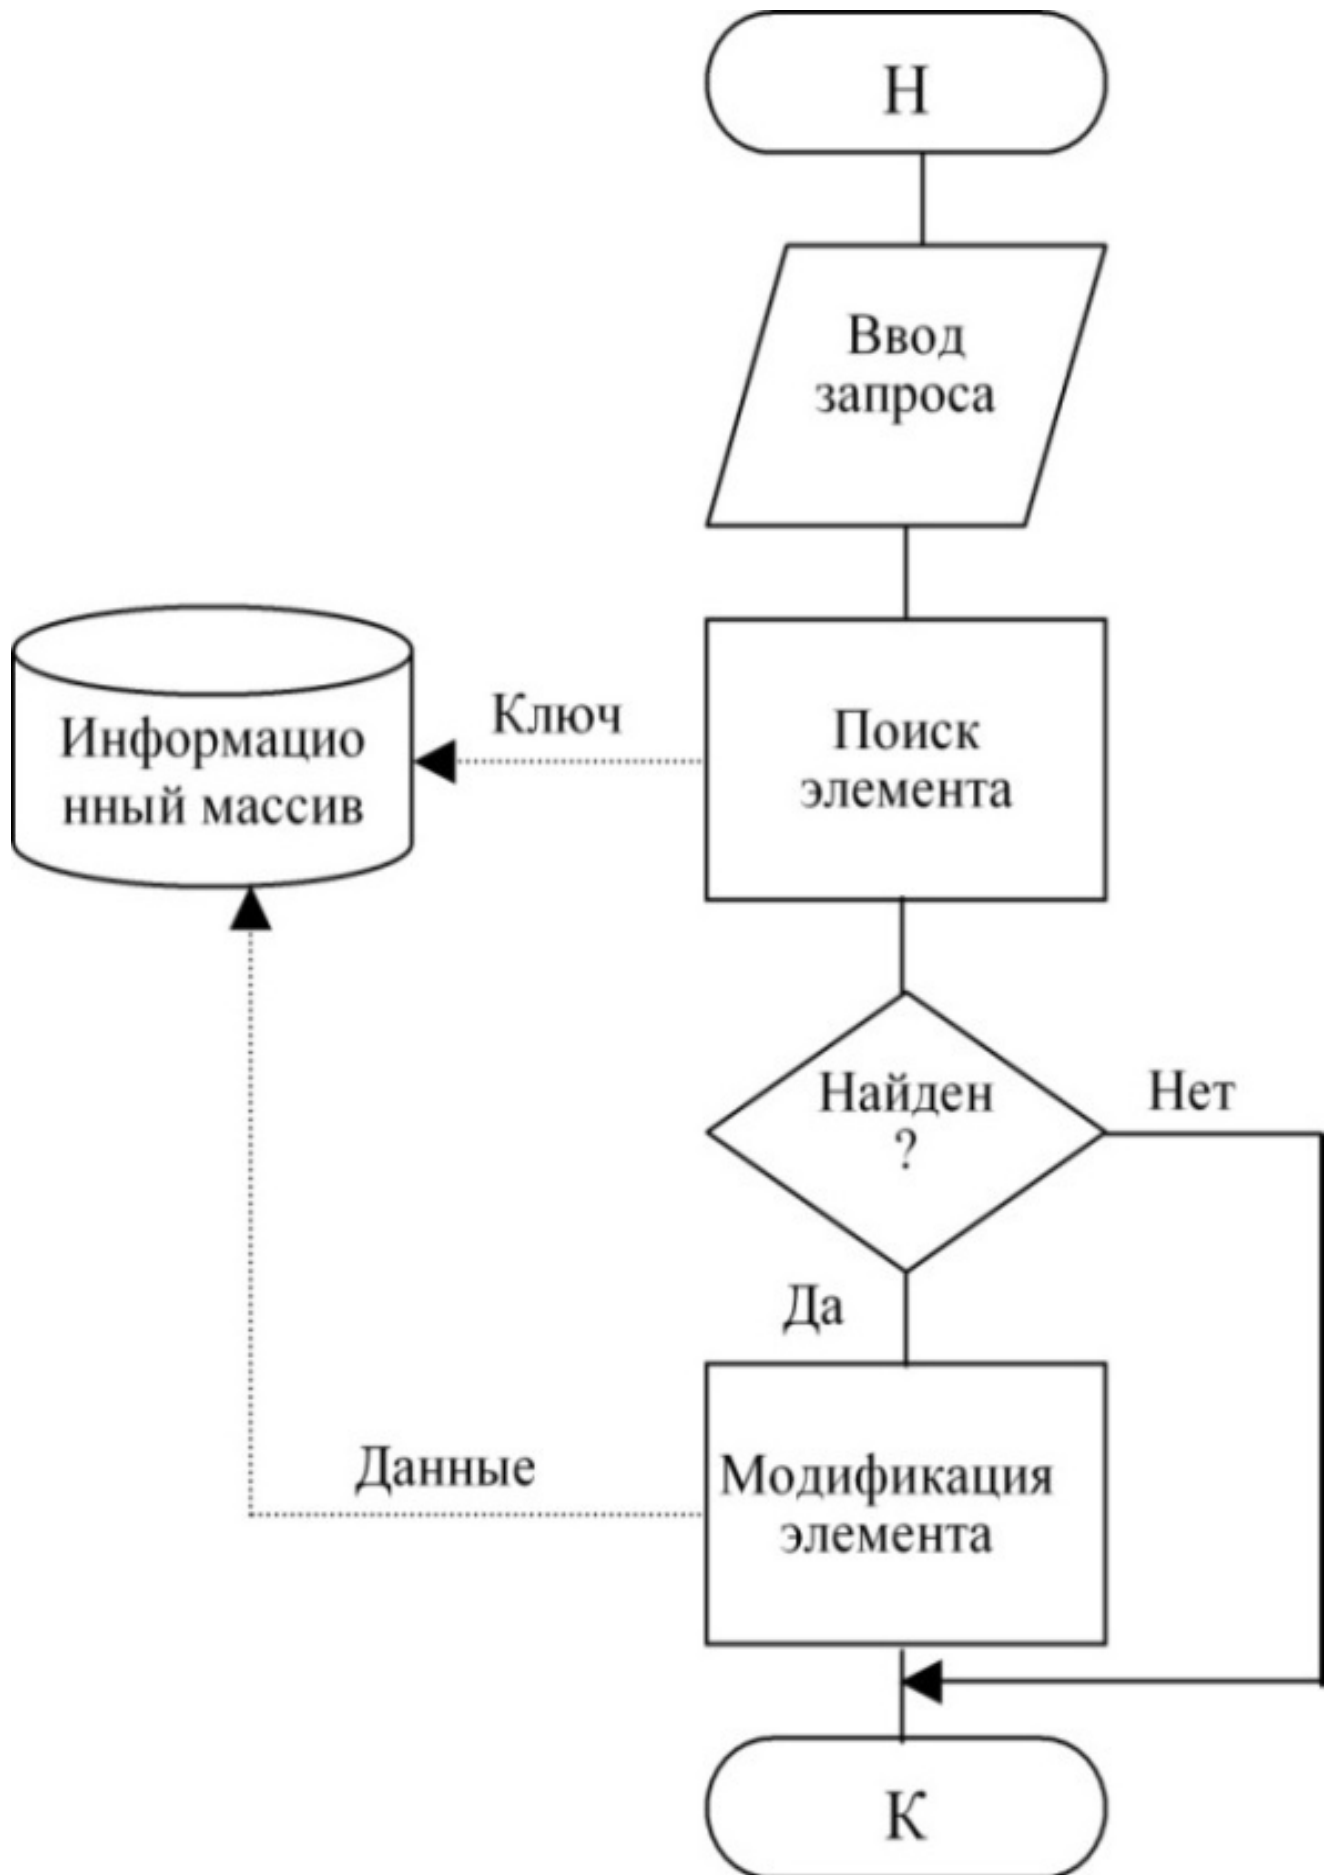 Н
Ввод
запроса
Ключ
Информацио
нный массив
Поиск
элемента
Найден
?
Нет
Да
Данные
Модификация
элемента
К